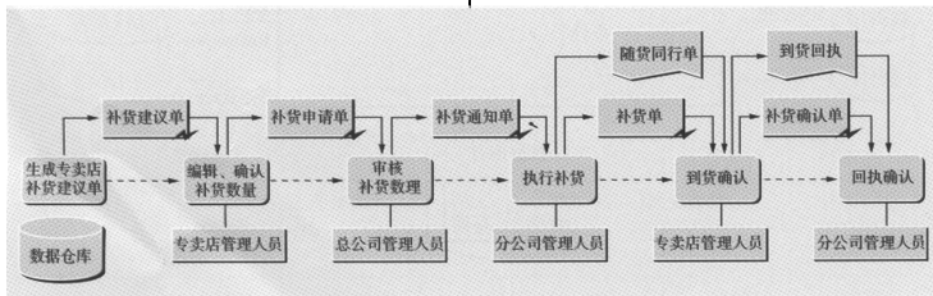 随货同行单
到货回执
补货建议单
补货申请单
补货通知单
补货单
补货确认单
生成专卖店
补货建议单
编辑、确认
补货数量
审核
补货数理
执行补货
到货确认
回执确认
数据仓库
专卖店管理人员
总公司管理人员
分公司管理人员
专卖店管理人员
分公司管理人员